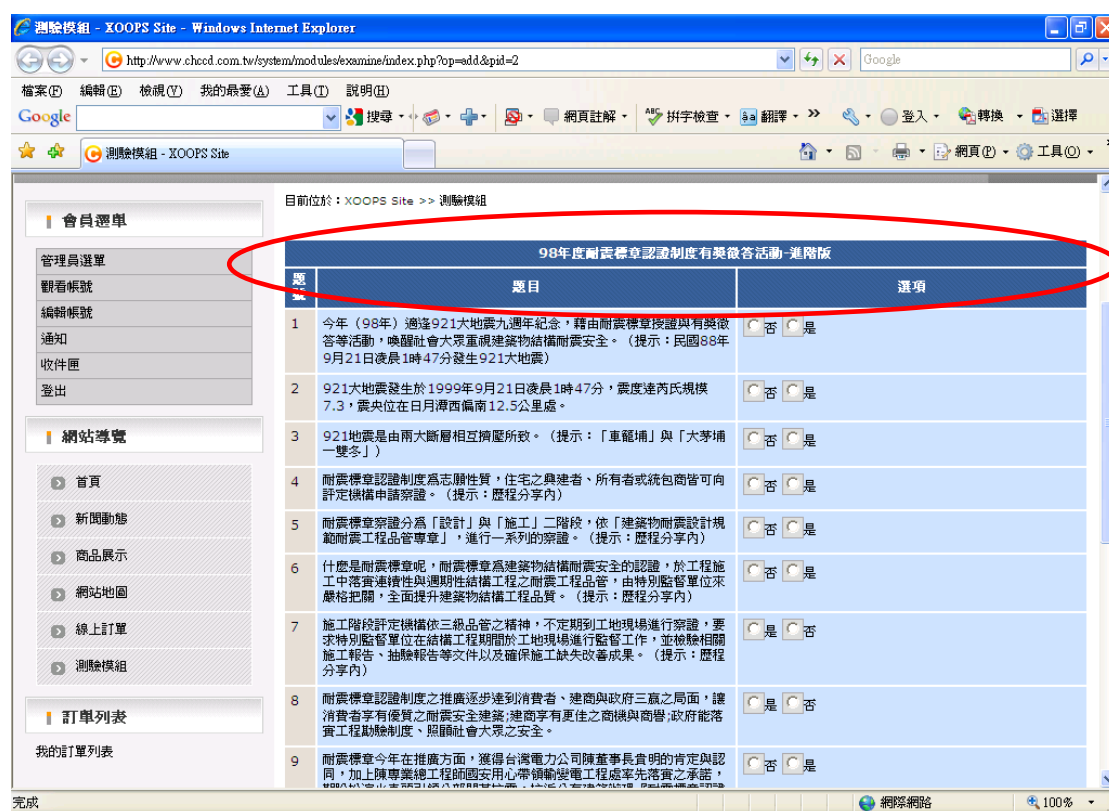 測驗模組 - XOOPS Site - Windows Internet Explorer
http://www.chccd.com.tw/system/modules/examine/index.php?op=add&pid=2
Google
檔案(F) 編輯(E) 檢視(V) 我的最愛(A) 工具(T) 說明(H)
Google 搜尋 網頁註解 拼字檢查 翻譯 登入 轉換 選擇
測驗模組 - XOOPS Site 網頁(P) 工具(O)
目前位於：XOOPS Site >> 測驗模組
會員選單
管理員選單
觀看帳號
編輯帳號
通知
收件匣
登出
網站導覽
首頁
新聞動態
商品展示
網站地圖
線上訂單
測驗模組
訂單列表
我的訂單列表
98年度耐震標章認證制度有獎徵答活動-進階版
題號 題目 選項
1 今年（98年）適逢921大地震九週年紀念，藉由耐震標章授證與有獎徵 否 是
答等活動，喚醒社會大眾重視建築物結構耐震安全。（提示：民國88年
9月21日凌晨1時47分發生921大地震）
2 921大地震發生於1999年9月21日凌晨1時47分，震度達芮氏規模 否 是
7.3，震央位在日月潭西偏南12.5公里處。
3 921地震是由兩大斷層相互擠壓所致。（提示：「車籠埔」與「大茅埔 否 是
一雙冬」）
4 耐震標章認證制度為志願性質，住宅之興建者、所有者或統包商皆可向 否 是
評定機構申請察證。（提示：歷程分享內）
5 耐震標章察證分為「設計」與「施工」二階段，依「建築物耐震設計規 否 是
範耐震工程品管專章」，進行一系列的察證。（提示：歷程分享內）
6 什麼是耐震標章呢，耐震標章為建築物結構耐震安全的認證，於工程施 否 是
工中落實連續性與週期性結構工程之耐震工程品管，由特別監督單位來
嚴格把關，全面提升建築物結構工程品質。（提示：歷程分享內）
7 施工階段評定機構依三級品管之精神，不定期到工地現場進行察證，要 是 否
求特別監督單位在結構工程期間於工地現場進行監督工作，並檢驗相關
施工報告、抽驗報告等文件以及確保施工缺失改善成果。（提示：歷程
分享內）
8 耐震標章認證制度之推廣逐步達到消費者、建商與政府三贏之局面，讓 是 否
消費者享有優質之耐震安全建築;建商享有更佳之商機與商譽;政府能落
實工程勘驗制度、照顧社會大眾之安全。
9 耐震標章今年在推廣方面，獲得台灣電力公司陳董事長貴明的肯定與認 否 是
同，加上陳專業總工程師國安用心帶領輸變電工程處率先落實之承諾，
完成 網際網路 100%